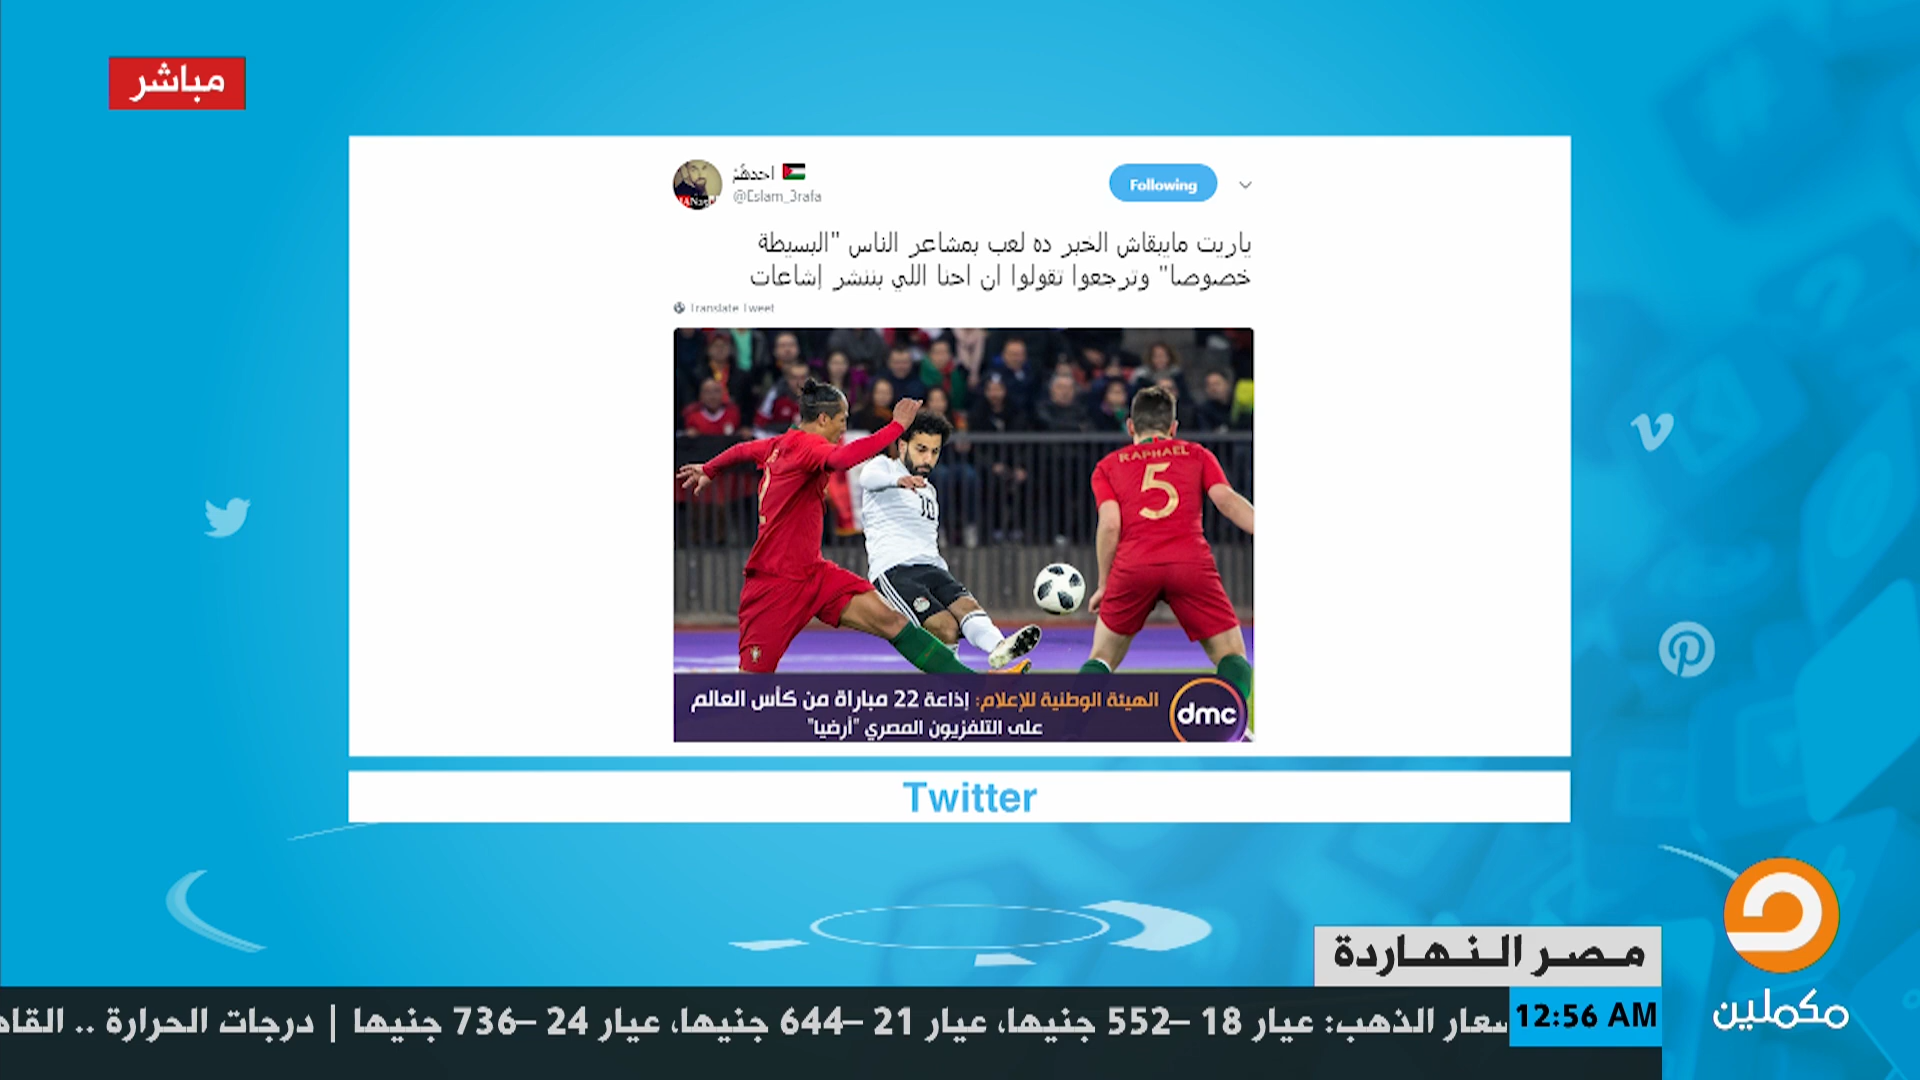 مباشر
احدهُمْ
@Eslam_3rafa
Following
ياريت مايبقاش الخبر ده لعب بمشاعر الناس "البسيطة
خصوصا" وترجعوا تقولوا ان احنا اللي بننشر إشاعات
Translate Tweet
RAPHAEL
5
10
الهيئة الوطنية للإعلام: إذاعة 22 مباراة من كأس العالم
على التلفزيون المصري "أرضيا"
dmc
Twitter
مصر النهاردة
مكملين
12:56 AM
سعار الذهب: عيار 18 –552 جنيها، عيار 21 –644 جنيها، عيار 24 –736 جنيها | درجات الحرارة ..